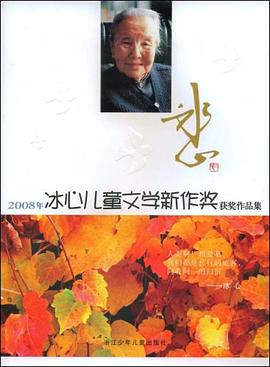 冰心
2008年 冰心儿童文学新作奖 获奖作品集
人类 相爱
我们都是长行的旅客，
向着同一的归宿。
——冰 心
浙江少年儿童出版社